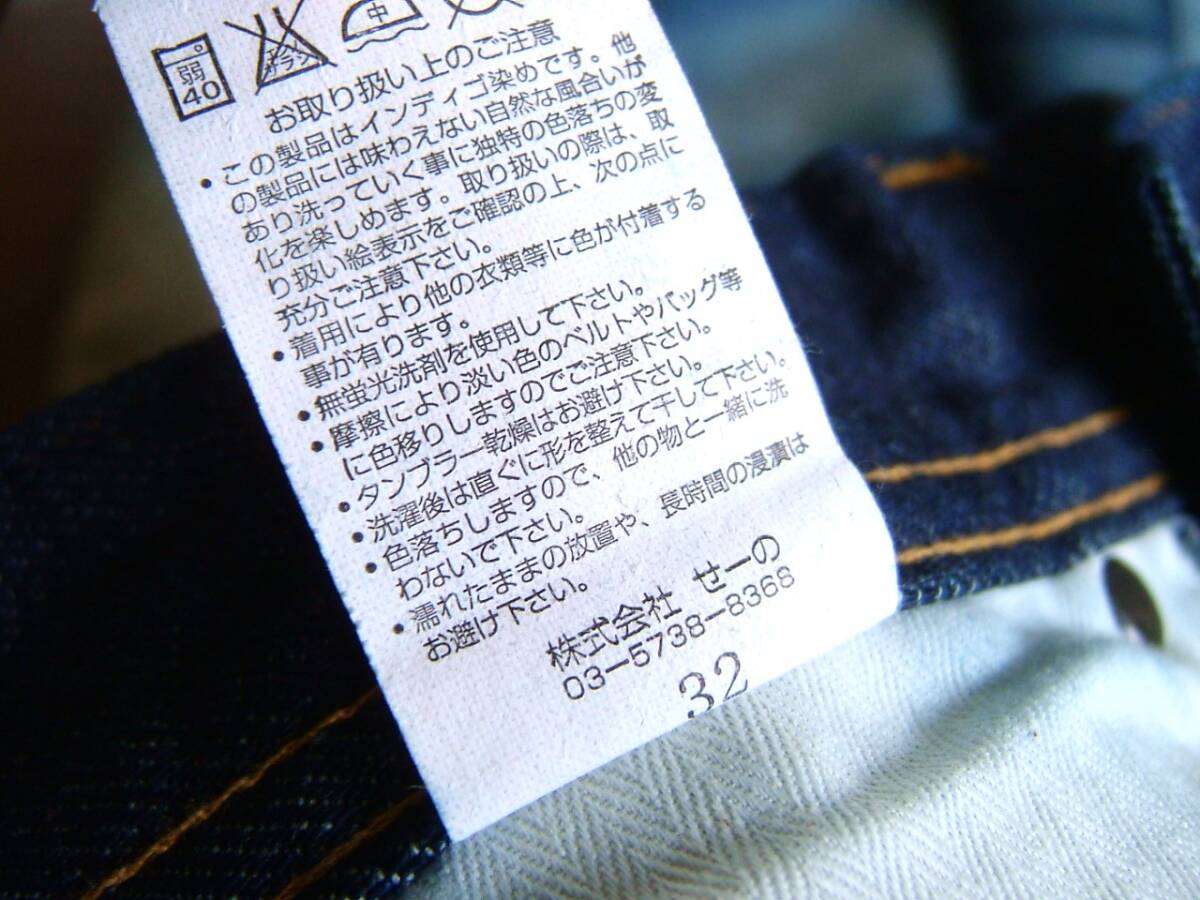 弱
40
エンソ
サラシ
中
お取り扱い上のご注意
・この製品はインディゴ染めです。他
の製品には味わえない自然な風合いが
あり洗っていく事に独特の色落ちの変
化を楽しめます。取り扱いの際は、取
り扱い絵表示をご確認の上、次の点に
充分ご注意下さい。
・着用により他の衣類等に色が付着する
事が有ります。
・無蛍光洗剤を使用して下さい。
・摩擦により淡い色のベルトやバッグ等
に色移りしますのでご注意下さい。
・タンブラー乾燥はお避け下さい。
・洗濯後は直ぐに形を整えて干して下さい。
・色落ちしますので、他の物と一緒に洗
わないで下さい。
・濡れたままの放置や、長時間の浸漬は
お避け下さい。
株式会社 せーの
03-5738-8368
32